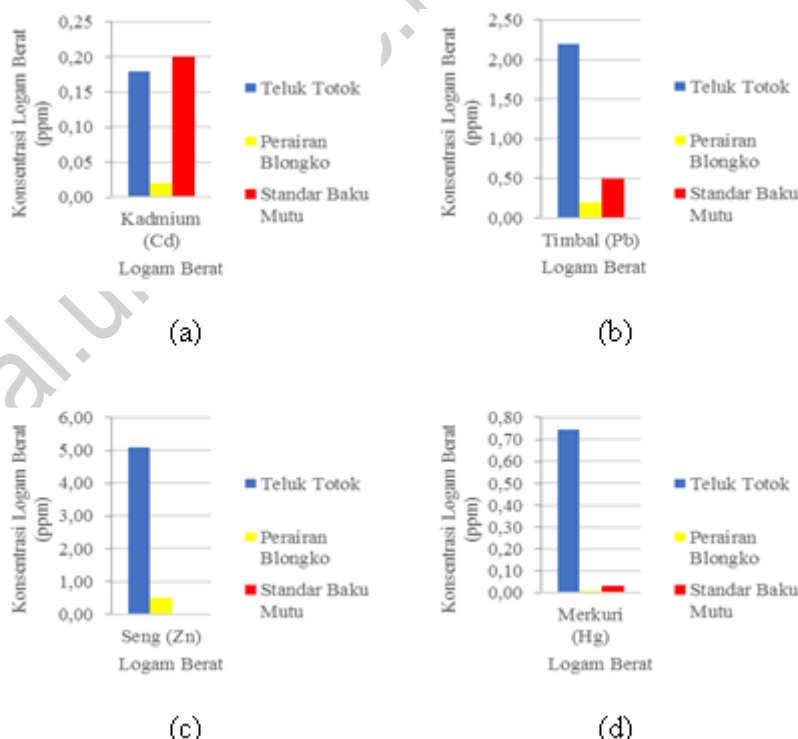 Konsentrasi Logam Berat
(ppm)
0,25
0,20
0,15
0,10
0,05
0,00
Kadmium
(Cd)
Logam Berat
Teluk Totok
Perairan
Blongko
Standar Baku
Mutu
(a)
Konsentrasi Logam Berat
(ppm)
2,50
2,00
1,50
1,00
0,50
0,00
Timbal (Pb)
Logam Berat
Teluk Totok
Perairan
Blongko
Standar Baku
Mutu
(b)
Konsentrasi Logam Berat
(ppm)
6,00
5,00
4,00
3,00
2,00
1,00
0,00
Seng (Zn)
Logam Berat
Teluk Totok
Perairan
Blongko
Standar Baku
Mutu
(c)
Konsentrasi Logam Berat
(ppm)
0,80
0,70
0,60
0,50
0,40
0,30
0,20
0,10
0,00
Merkuri
(Hg)
Logam Berat
Teluk Totok
Perairan
Blongko
Standar Baku
Mutu
(d)